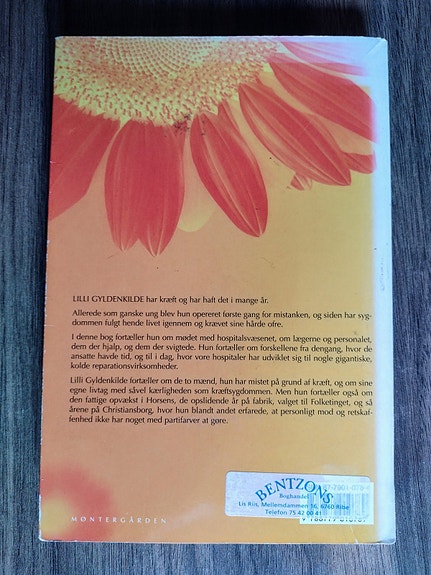 LILLI GYLDENKILDE har kræft og har haft det i mange år.
Allerede som ganske ung blev hun opereret første gang for mistanken, og siden har syg-
dommen fulgt hende livet igennem og krævet sine hårde ofre.
I denne bog fortæller hun om mødet med hospitalsvæsenet, om lægerne og personalet,
dem der hjalp, og dem der svigtede. Hun fortæller om forskellene fra dengang, hvor de
ansatte havde tid, og til i dag, hvor vore hospitaler har udviklet sig til nogle gigantiske,
kolde reparationsvirksomheder.
Lilli Gyldenkilde fortæller om de to mænd, hun har mistet på grund af kræft, og om sine
egne livtag med såvel kærligheden som kræftsygdommen. Men hun fortæller også om
den fattige opvækst i Horsens, de opslidende år på fabrik, valget til Folketinget, og så
årene på Christiansborg, hvor hun blandt andet erfarede, at personligt mod og retskaf-
fenhed ikke har noget med partifarver at gøre.
BENTZONS
Boghandel
Lis Riis, Mellemdammen 16, 6760 Ribe
Telefon 75 42 00 41
MØNTERGÅRDEN